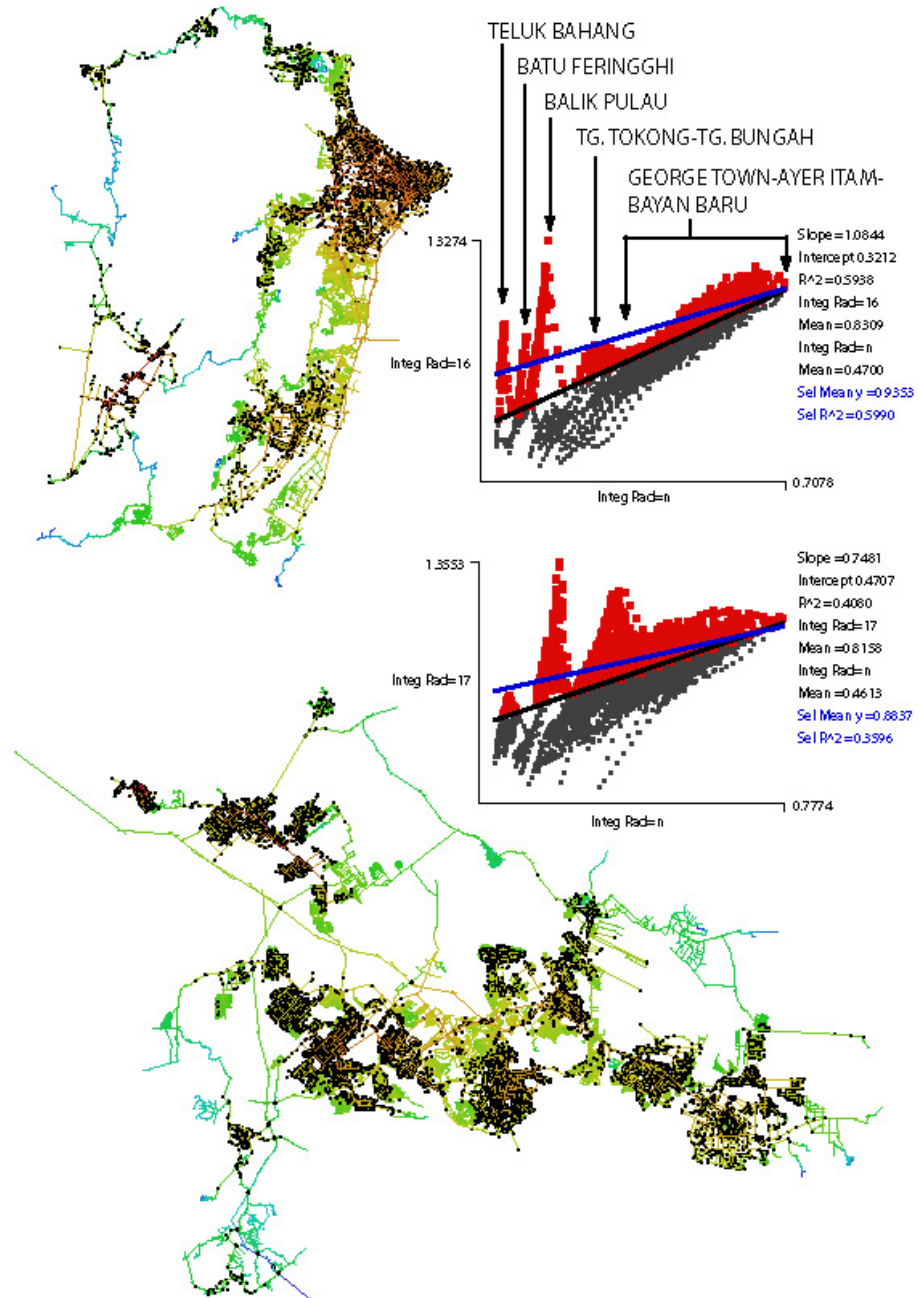 TELUK BAHANG
BATU FERINGGHI
BALIK PULAU
TG. TOKONG-TG. BUNGAH
GEORGE TOWN-AYER ITAM-
BAYAN BARU
1.3274
Integ Rad=16
Integ Rad=n
0.7078
Slope=1.0844
Intercept 0.3212
R^2=0.5938
Integ Rad=16
Mean=0.8309
Integ Rad=n
Mean=0.4700
Sel Mean y=0.9353
Sel R^2=0.5990
1.3553
Integ Rad=17
Integ Rad=n
0.7774
Slope=0.7481
Intercept 0.4707
R^2=0.4080
Integ Rad=17
Mean=0.8158
Integ Rad=n
Mean=0.4613
Sel Mean y=0.8837
Sel R^2=0.3596